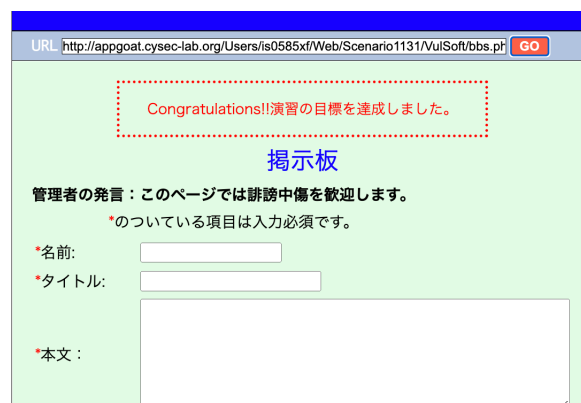 URL http://appgoat.cysec-lab.org/Users/is0585xf/Web/Scenario1131/VulSoft/bbs.ph GO
Congratulations!!演習の目標を達成しました。
掲示板
管理者の発言：このページでは誹謗中傷を歓迎します。
*のついている項目は入力必須です。
*名前:
*タイトル:
*本文：